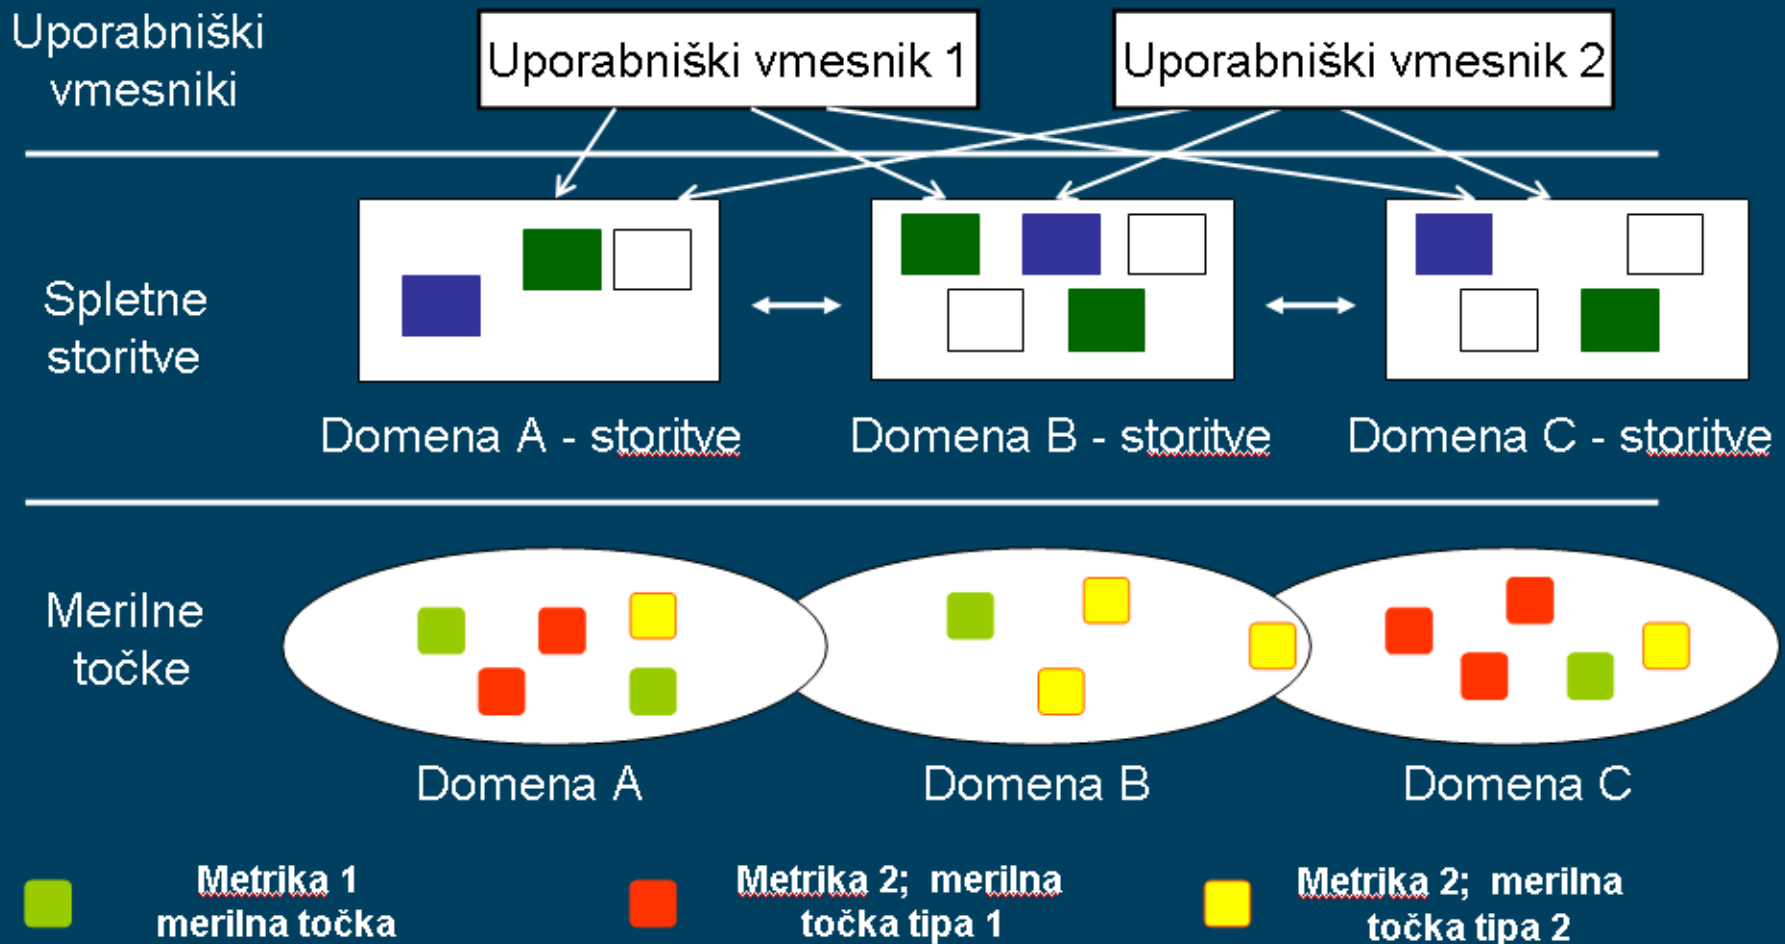 Uporabniški
vmesniki
Uporabniški vmesnik 1
Uporabniški vmesnik 2
Spletne
storitve
Domena A - storitve
Domena B - storitve
Domena C - storitve
Merilne
točke
Domena A
Domena B
Domena C
Metrika 1
merilna točka
Metrika 2; merilna
točka tipa 1
Metrika 2; merilna
točka tipa 2